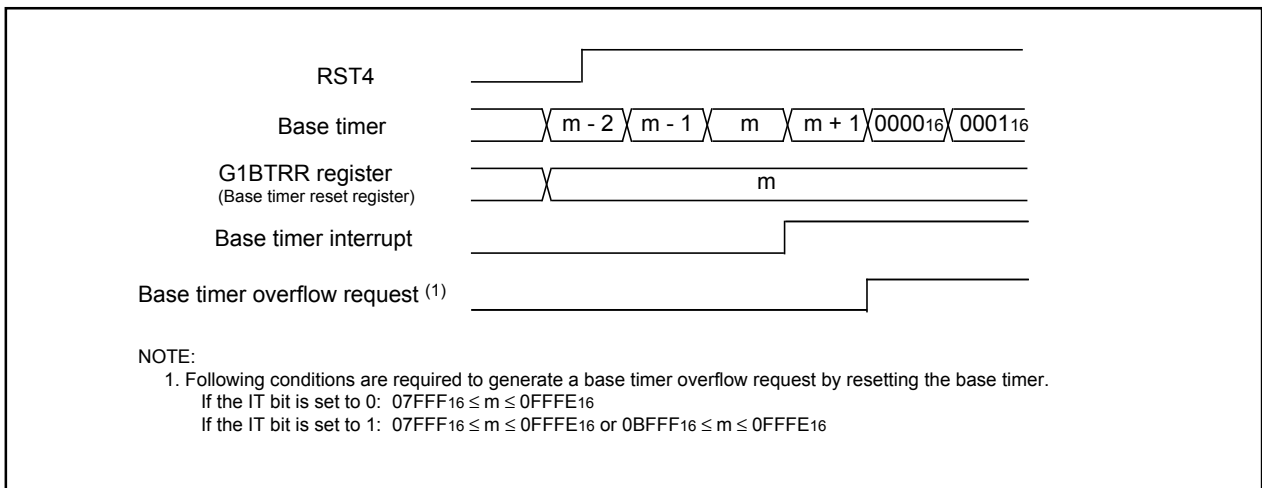 RST4
Base timer
m - 2 m - 1 m m + 1 000016 000116
G1BTRR register
(Base timer reset register)
m
Base timer interrupt
Base timer overflow request (1)
NOTE:
1. Following conditions are required to generate a base timer overflow request by resetting the base timer.
If the IT bit is set to 0: 07FFF16 ≤ m ≤ 0FFFE16
If the IT bit is set to 1: 07FFF16 ≤ m ≤ 0FFFE16 or 0BFFF16 ≤ m ≤ 0FFFE16